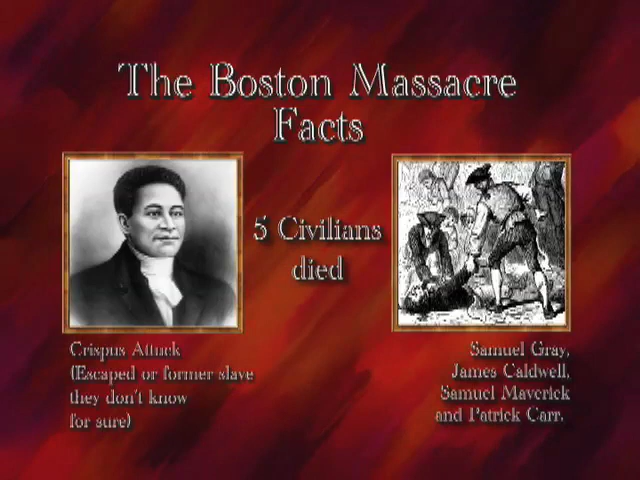 The Boston Massacre
Facts
5 Civilians
died
Crispus Attuck
(Escaped or former slave
they don't know
for sure)
Samuel Gray,
James Caldwell,
Samuel Maverick
and Patrick Carr.